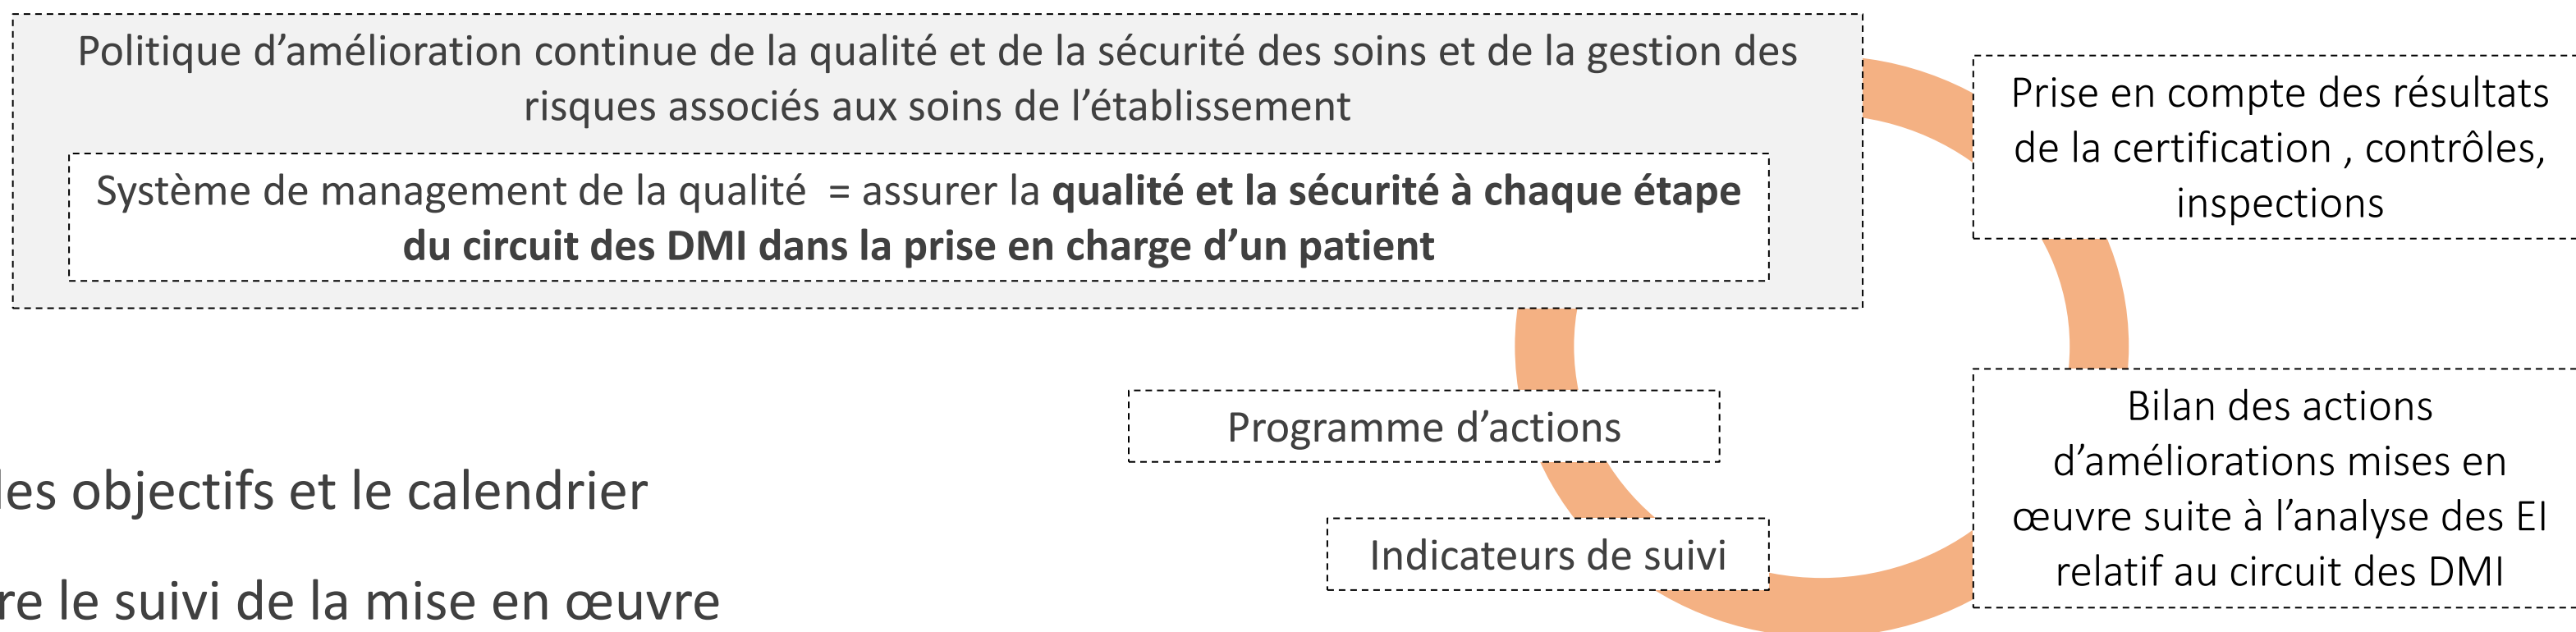 Politique d’amélioration continue de la qualité et de la sécurité des soins et de la gestion des
risques associés aux soins de l’établissement
Système de management de la qualité  = assurer la qualité et la sécurité à chaque étape
du circuit des DMI dans la prise en charge d’un patient
Prise en compte des résultats
de la certification , contrôles,
inspections
Programme d’actions
Indicateurs de suivi
Bilan des actions
d’améliorations mises en
œuvre suite à l’analyse des EI
relatif au circuit des DMI
objectifs et le calendrier
le suivi de la mise en œuvre